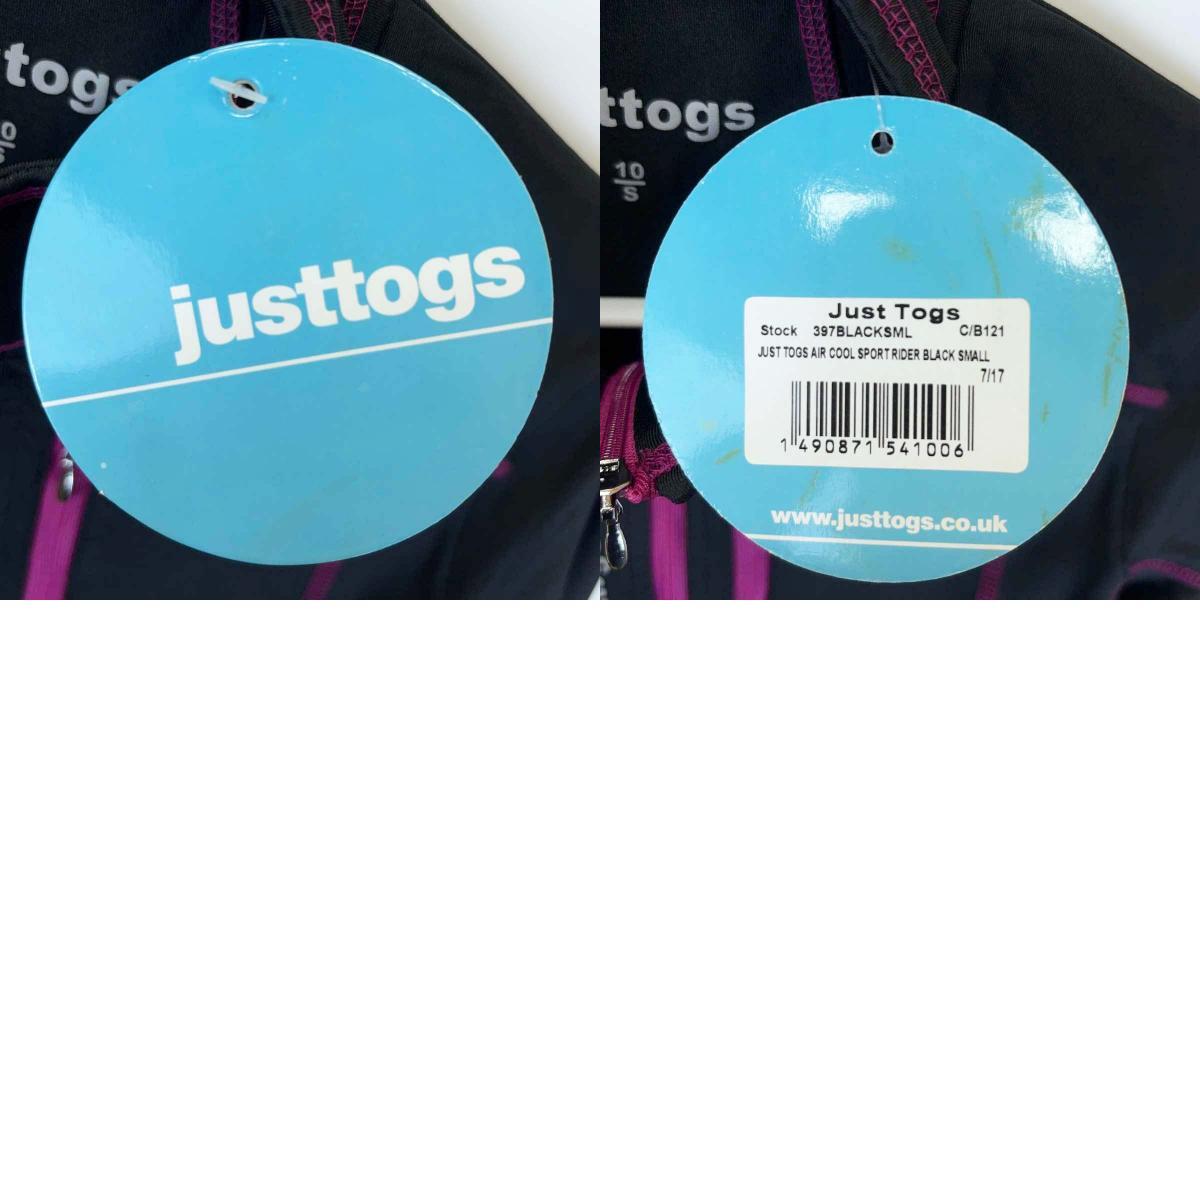 togs
justtogs
ttogs
10
S
Just Togs
Stock 397BLACKSML C/B121
JUST TOGS AIR COOL SPORT RIDER BLACK SMALL
7/17
1 490871 541006
www.justtogs.co.uk